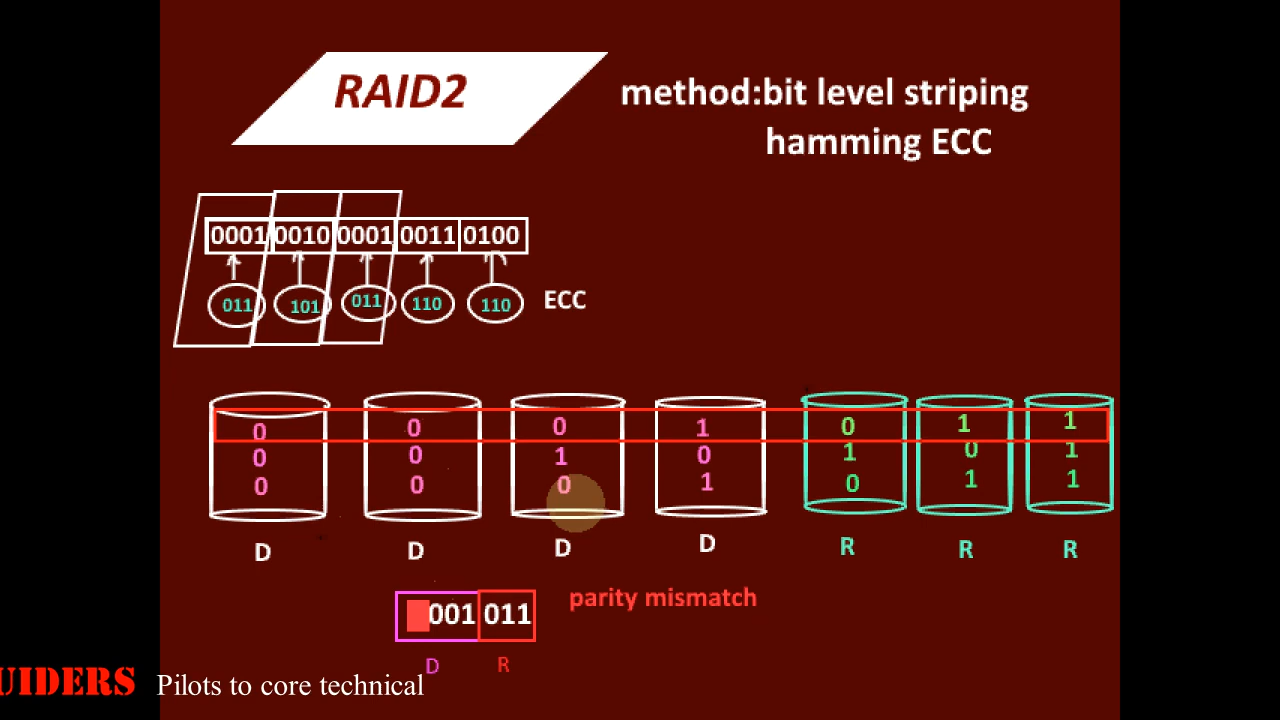 RAID2
method:bit level striping
hamming ECC
0001 0010 0001 0011 0100
011 101 011 110 110 ECC
0 0 0 1 0 1 1
0 0 1 0 1 0 1
0 0 0 1 0 1 1
D D D D R R R
001 011 parity mismatch
D R
UIDERS Pilots to core technical